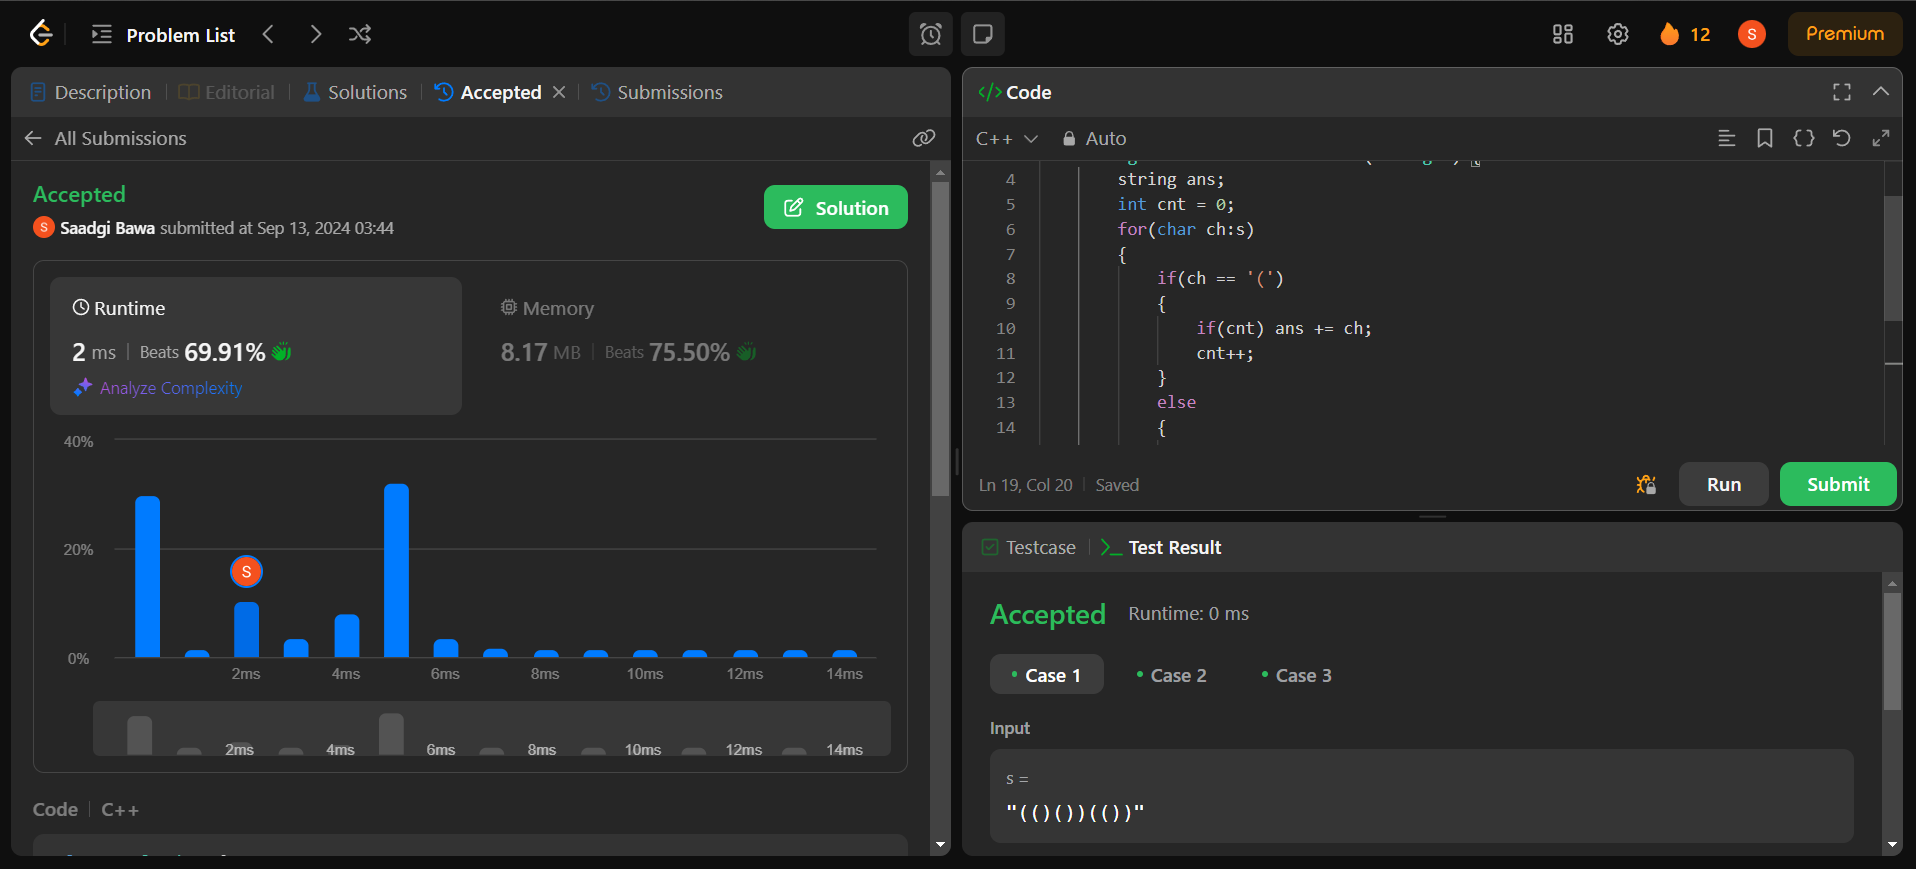 Problem List
12
S
Premium
Description
Editorial
Solutions
Accepted
Submissions
All Submissions
Accepted
Solution
S
Saadgi Bawa submitted at Sep 13, 2024 03:44
Runtime
2 ms | Beats 69.91%
Analyze Complexity
Memory
8.17 MB | Beats 75.50%
40%
20%
0%
S
2ms 4ms 6ms 8ms 10ms 12ms 14ms
2ms 4ms 6ms 8ms 10ms 12ms 14ms
Code | C++
</> Code
C++
Auto
4 string ans;
5 int cnt = 0;
6 for(char ch:s)
7 {
8 if(ch == '(')
9 {
10 if(cnt) ans += ch;
11 cnt++;
12 }
13 else
14 {
Ln 19, Col 20 | Saved
Run
Submit
Testcase
Test Result
Accepted Runtime: 0 ms
Case 1 Case 2 Case 3
Input
s =
"(()())(())"